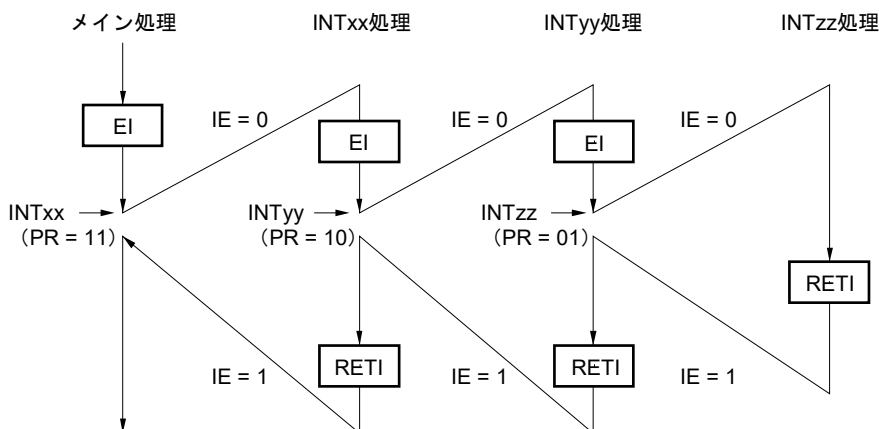 メイン処理 INTxx処理 INTyy処理 INTzz処理
IE = 0 IE = 0 IE = 0
EI EI EI
INTxx INTyy INTzz
（PR = 11） （PR = 10） （PR = 01）
RETI
RETI RETI
IE = 1 IE = 1 IE = 1